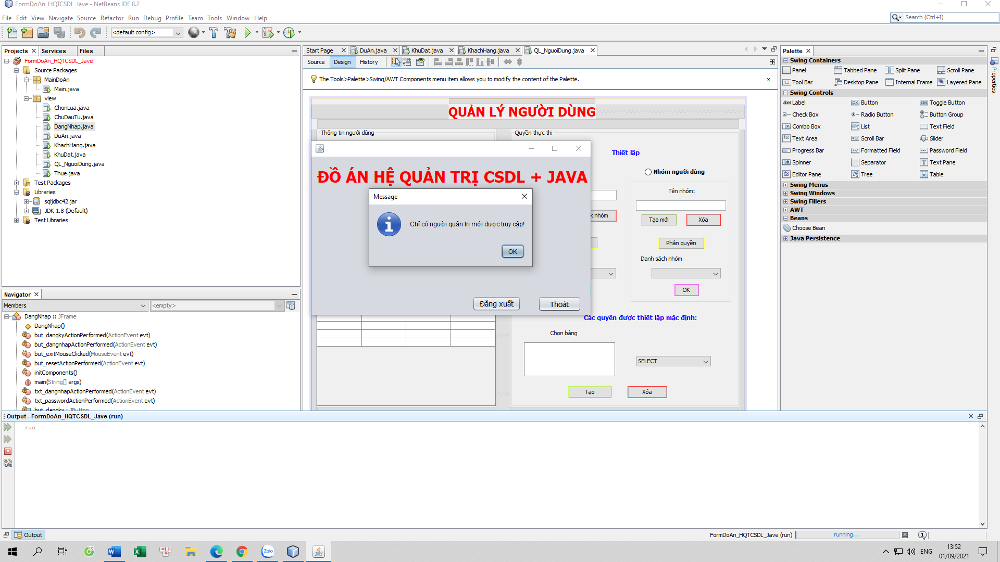 FormDoAn_HQTCSDL_Jave - NetBeans IDE 8.2
File Edit View Navigate Source Refactor Run Debug Profile Team Tools Window Help
Search (Ctrl+I)
<default config>
Projects Services Files
FormDoAn_HQTCSDL_Jave
Source Packages
MainDoAn
Main.java
view
ChonLua.java
ChuDauTu.java
DangNhap.java
DuAn.java
KhachHang.java
KhuDat.java
QL_NguoiDung.java
Thue.java
Test Packages
Libraries
sqljdbc42.jar
JDK 1.8 (Default)
Test Libraries
Navigator
Members
<empty>
DangNhap :: JFrame
DangNhap()
but_dangkyActionPerformed(ActionEvent evt)
but_dangnhapActionPerformed(ActionEvent evt)
but_exitMouseClicked(MouseEvent evt)
but_resetActionPerformed(ActionEvent evt)
initComponents()
main(String[] args)
txt_dangnhapActionPerformed(ActionEvent evt)
txt_passwordActionPerformed(ActionEvent evt)
but_dangky : JButton
Start Page DuAn.java KhuDat.java KhachHang.java QL_NguoiDung.java
Source Design History
The Tools>Palette>Swing/AWT Components menu item allows you to modify the content of the Palette.
x
QUẢN LÝ NGƯỜI DÙNG
Thông tin người dùng
Quyền thực thi
Thiết lập
Nhóm người dùng
Tên nhóm:
k nhóm
Tạo mới Xóa
Phân quyền
Danh sách nhóm
OK
Các quyền được thiết lập mặc định:
Chọn bảng
SELECT
Tạo Xóa
ĐỒ ÁN HỆ QUẢN TRỊ CSDL + JAVA
Message
Chỉ có người quản trị mới được truy cập!
OK
Đăng xuất Thoát
Palette
Swing Containers
Panel Tabbed Pane Split Pane Scroll Pane
Tool Bar Desktop Pane Internal Frame Layered Pane
Swing Controls
label Label OK Button ON Toggle Button
Check Box Radio Button Button Group
Combo Box List Text Field
Text Area Scroll Bar Slider
Progress Bar Formatted Field Password Field
Spinner Separator Text Pane
Editor Pane Tree Table
Swing Menus
Swing Windows
Swing Fillers
AWT
Beans
Choose Bean
Java Persistence
Properties
Output - FormDoAn_HQTCSDL_Jave (run)
run:
Output
FormDoAn_HQTCSDL_Jave (run) running... 1
Zalo
ENG
13:52
01/09/2021